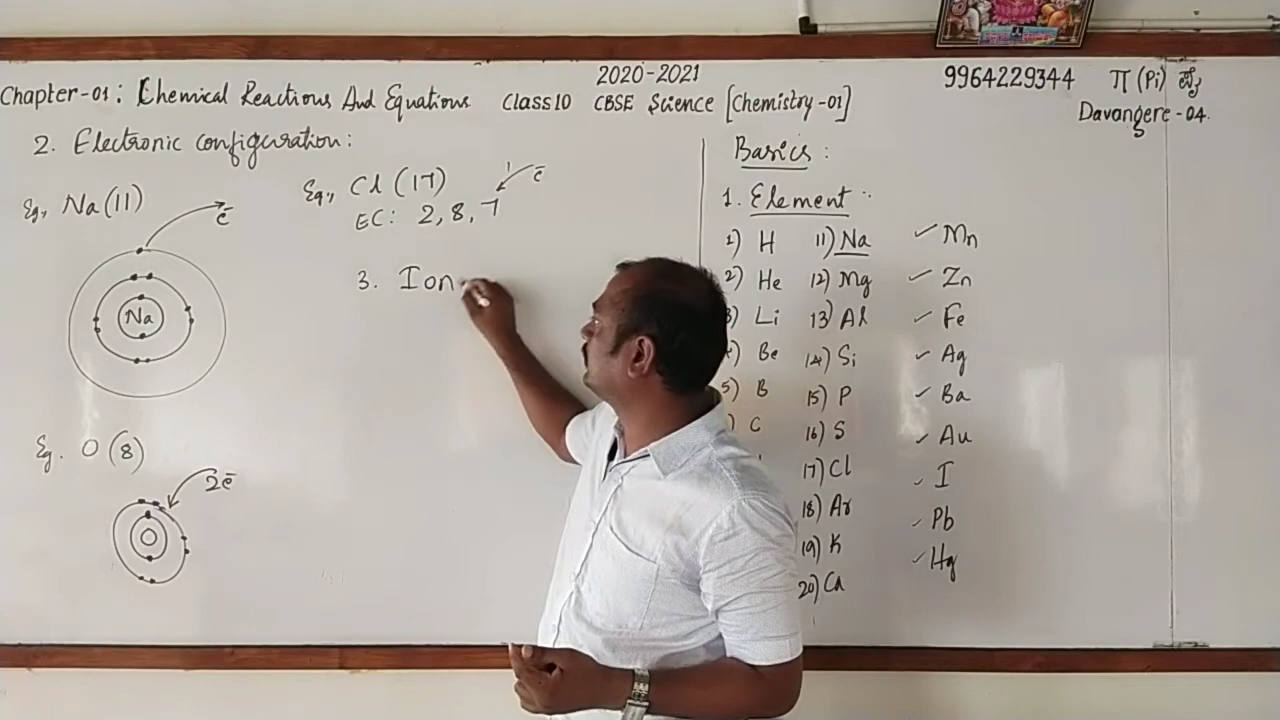 2020-2021
9964229344 π (Pi) ಪೈ
Chapter-01: Chemical Reactions And Equations Class 10 CBSE Science [Chemistry-01]
Davangere-04.
2. Electronic configuration:
Eg, Na(11)
e⁻
Na
Eg. O (8)
2e⁻
O
Eg, Cl (17)
1 e⁻
EC: 2, 8, 7
3. Ion
Basics:
1. Element
1) H 11) Na ✓ Mn
2) He 12) Mg ✓ Zn
3) Li 13) Al ✓ Fe
4) Be 14) Si ✓ Ag
5) B 15) P ✓ Ba
) C 16) S ✓ Au
17) Cl ✓ I
18) Ar ✓ Pb
19) K ✓ Hg
20) Ca